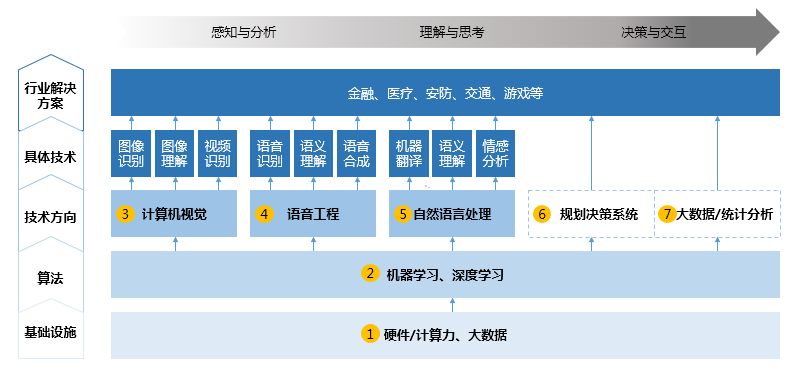 感知与分析 理解与思考 决策与交互
行业解决
方案
金融、医疗、安防、交通、游戏等
具体技术
图像
识别
图像
理解
视频
识别
语音
识别
语义
理解
语音
合成
机器
翻译
语义
理解
情感
分析
技术方向
3 计算机视觉
4 语音工程
5 自然语言处理
6 规划决策系统
7 大数据/统计分析
算法
2 机器学习、深度学习
基础设施
1 硬件/计算力、大数据